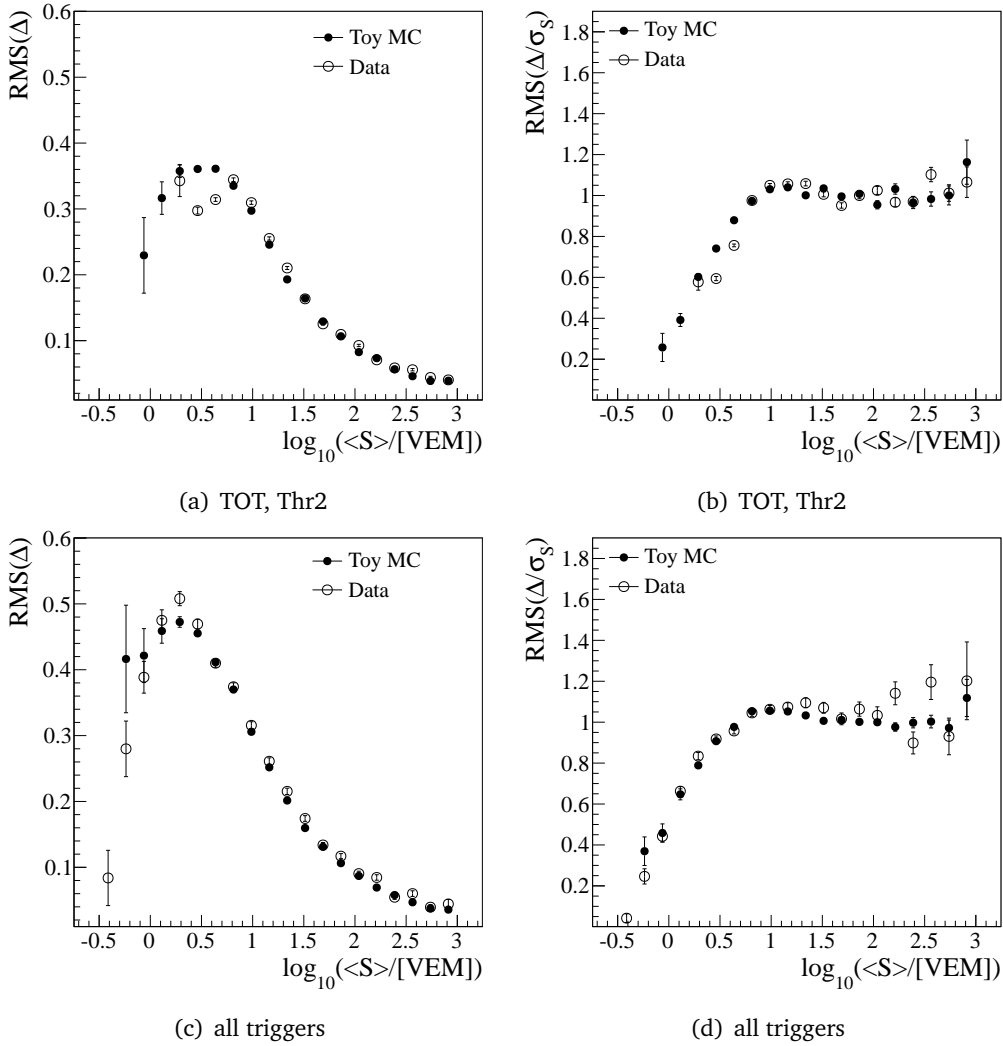 RMS(Δ)
0.6
0.5
0.4
0.3
0.2
0.1
Toy MC
Data
-0.5 0 0.5 1 1.5 2 2.5 3
log10(<S>/[VEM])
(a) TOT, Thr2
RMS(Δ/σS)
1.8
1.6
1.4
1.2
1
0.8
0.6
0.4
0.2
Toy MC
Data
-0.5 0 0.5 1 1.5 2 2.5 3
log10(<S>/[VEM])
(b) TOT, Thr2
RMS(Δ)
0.6
0.5
0.4
0.3
0.2
0.1
Toy MC
Data
-0.5 0 0.5 1 1.5 2 2.5 3
log10(<S>/[VEM])
(c) all triggers
RMS(Δ/σS)
1.8
1.6
1.4
1.2
1
0.8
0.6
0.4
0.2
Toy MC
Data
-0.5 0 0.5 1 1.5 2 2.5 3
log10(<S>/[VEM])
(d) all triggers